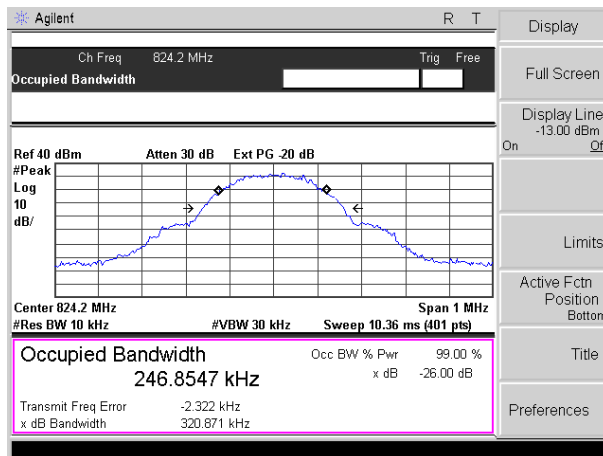 Agilent R T
Ch Freq 824.2 MHz Trig Free
Occupied Bandwidth
Ref 40 dBm Atten 30 dB Ext PG -20 dB
#Peak
Log
10
dB/
Center 824.2 MHz Span 1 MHz
#Res BW 10 kHz #VBW 30 kHz Sweep 10.36 ms (401 pts)
Occupied Bandwidth Occ BW % Pwr 99.00 %
246.8547 kHz x dB -26.00 dB
Transmit Freq Error -2.322 kHz
x dB Bandwidth 320.871 kHz
Display
Full Screen
Display Line
-13.00 dBm
On Of
Limits
Active Fctn
Position
Bottom
Title
Preferences